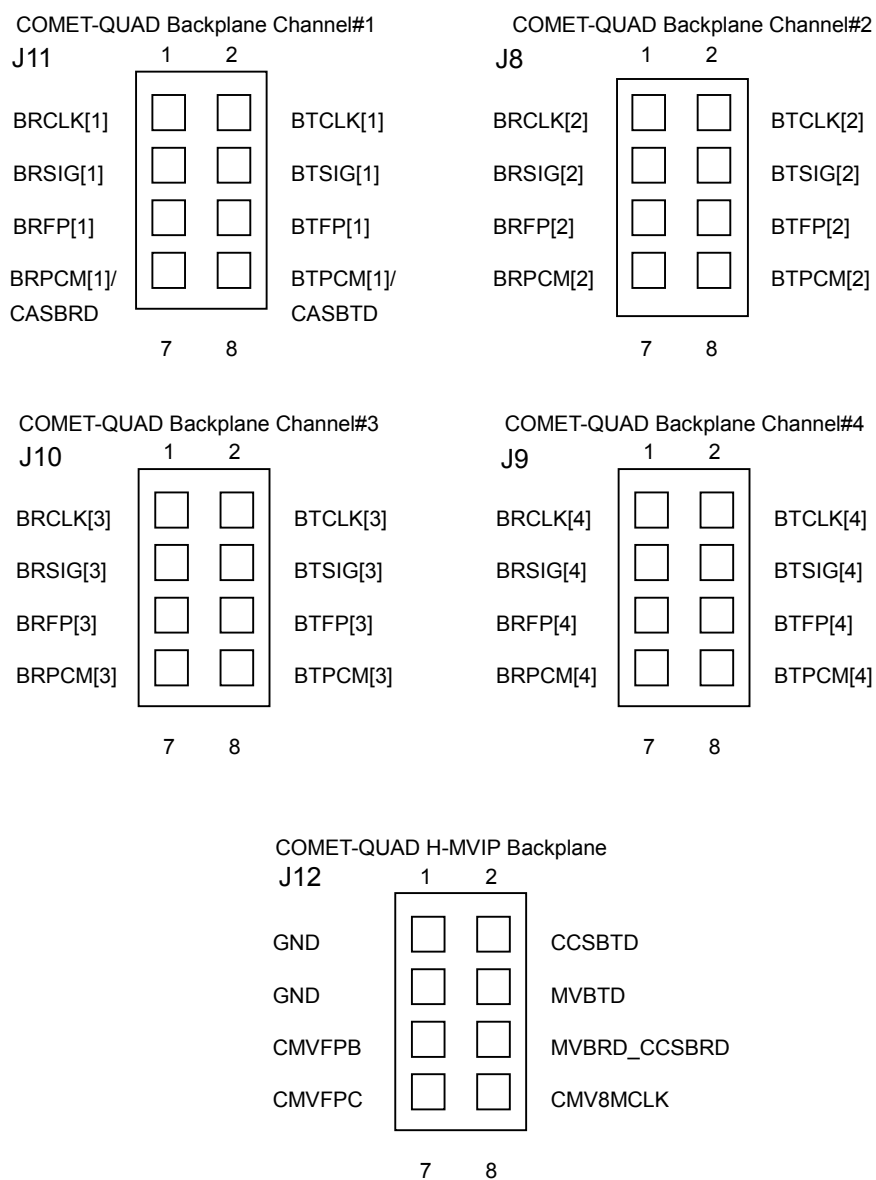 COMET-QUAD Backplane Channel#1
J11
1 2
BRCLK[1] BTCLK[1]
BRSIG[1] BTSIG[1]
BRFP[1] BTFP[1]
BRPCM[1]/ BTPCM[1]/
CASBRD CASBTD
7 8
COMET-QUAD Backplane Channel#2
J8
1 2
BRCLK[2] BTCLK[2]
BRSIG[2] BTSIG[2]
BRFP[2] BTFP[2]
BRPCM[2] BTPCM[2]
7 8
COMET-QUAD Backplane Channel#3
J10
1 2
BRCLK[3] BTCLK[3]
BRSIG[3] BTSIG[3]
BRFP[3] BTFP[3]
BRPCM[3] BTPCM[3]
7 8
COMET-QUAD Backplane Channel#4
J9
1 2
BRCLK[4] BTCLK[4]
BRSIG[4] BTSIG[4]
BRFP[4] BTFP[4]
BRPCM[4] BTPCM[4]
7 8
COMET-QUAD H-MVIP Backplane
J12
1 2
GND CCSBTD
GND MVBTD
CMVFPB MVBRD_CCSBRD
CMVFPC CMV8MCLK
7 8